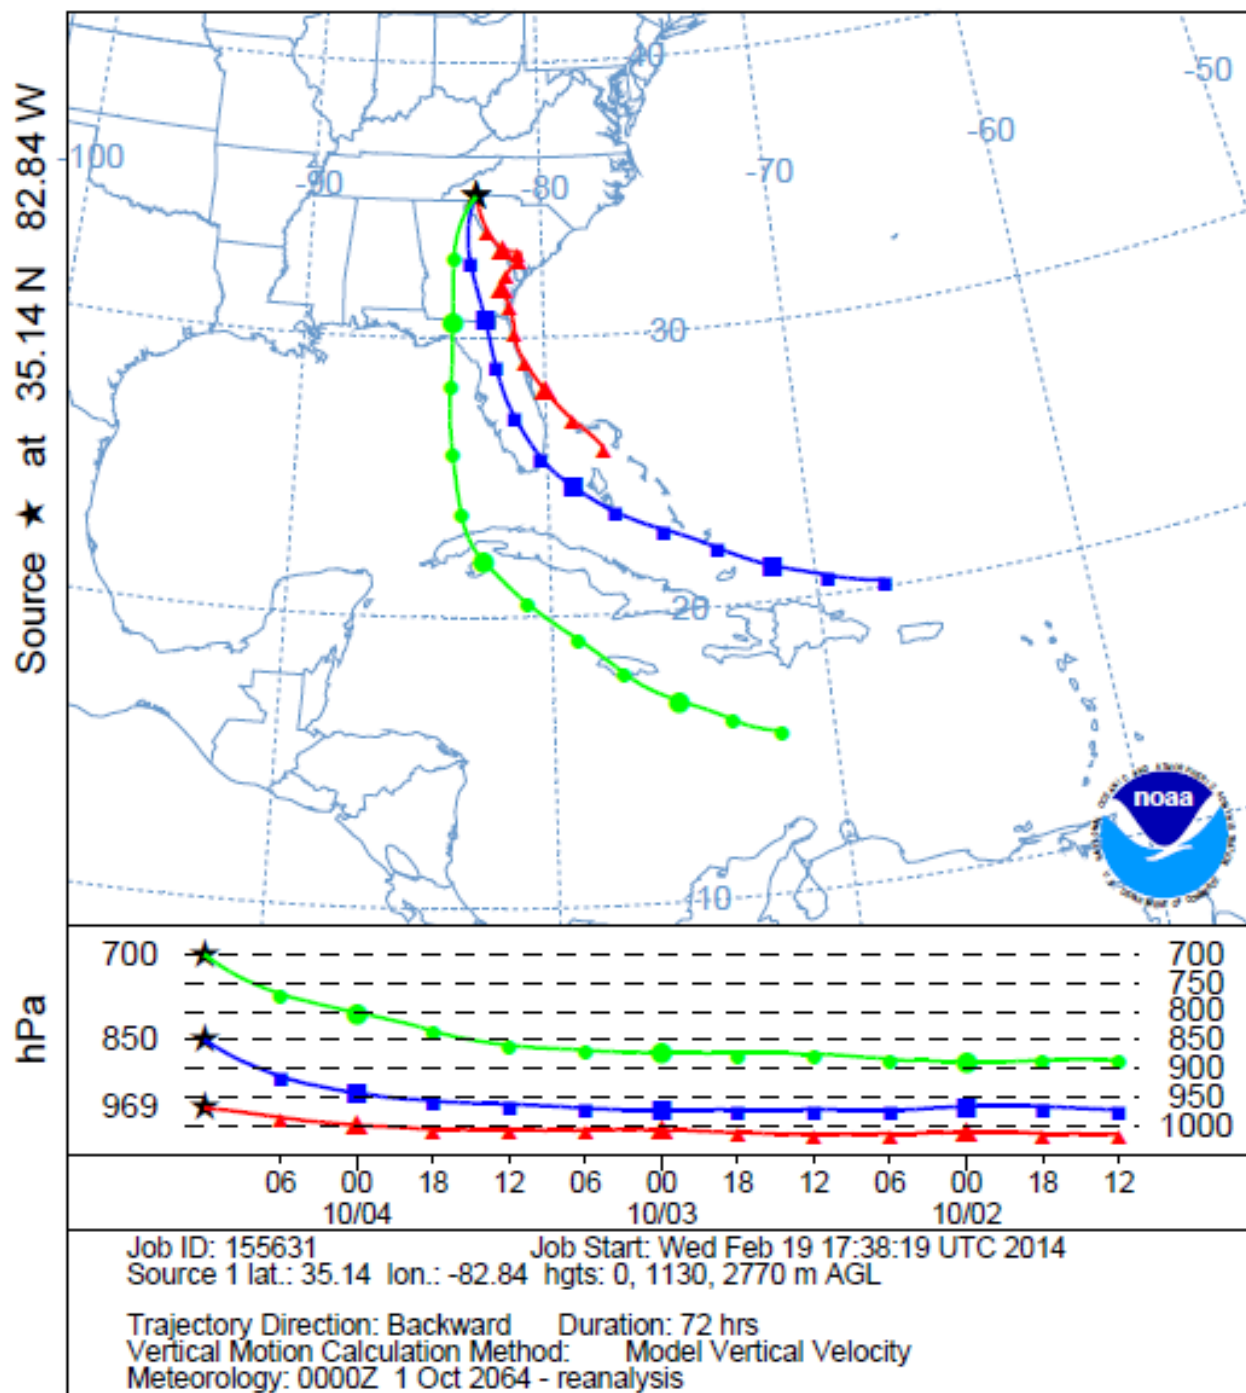 Source ★ at 35.14 N 82.84 W
40
-50
-60
-100
-90
-80
-70
30
20
10
noaa
hPa
700
850
969
700
750
800
850
900
950
1000
06 00 18 12 06 00 18 12 06 00 18 12
10/04 10/03 10/02
Job ID: 155631 Job Start: Wed Feb 19 17:38:19 UTC 2014
Source 1 lat.: 35.14 lon.: -82.84 hgts: 0, 1130, 2770 m AGL
Trajectory Direction: Backward Duration: 72 hrs
Vertical Motion Calculation Method: Model Vertical Velocity
Meteorology: 0000Z 1 Oct 2064 - reanalysis